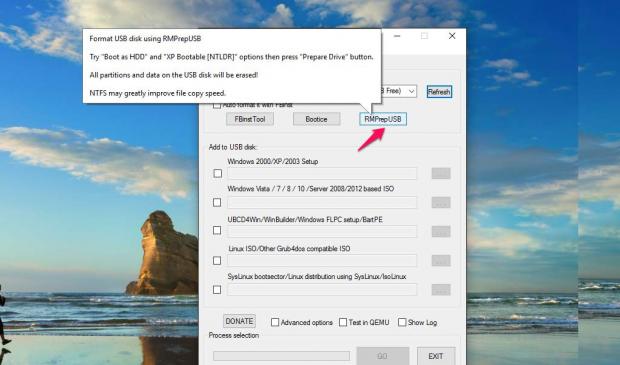 Format USB disk using RMPrepUSB
Try "Boot as HDD" and "XP Bootable [NTLDR]" options then press "Prepare Drive" button.
All partitions and data on the USB disk will be erased!
NTFS may greatly improve file copy speed.
Free) Refresh
Auto format it with FBinst
FBinstTool Bootice RMPrepUSB
Add to USB disk:
Windows 2000/XP/2003 Setup
...
Windows Vista / 7 / 8 / 10 /Server 2008/2012 based ISO
...
UBCD4Win/WinBuilder/Windows FLPC setup/BartPE
...
Linux ISO/Other Grub4dos compatible ISO
...
SysLinux bootsector/Linux distribution using SysLinux/IsoLinux
...
DONATE Advanced options Test in QEMU Show Log
Process selection
GO EXIT